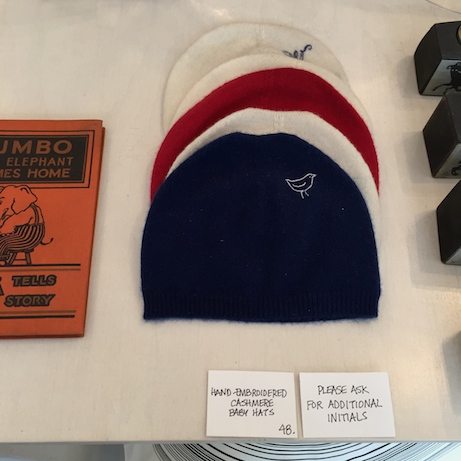 UMBO
ELEPHANT
MES HOME
TELLS
STORY
HAND-EMBROIDERED
CASHMERE
BABY HATS
48.
PLEASE ASK
FOR ADDITIONAL
INITIALS